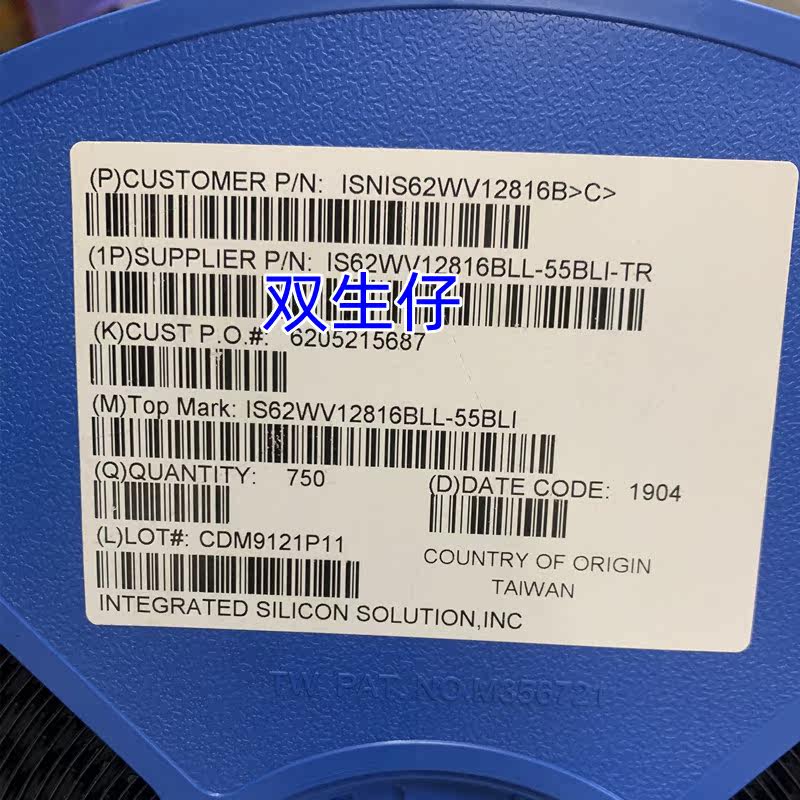 (P)CUSTOMER P/N: ISNIS62WV12816B>C>
(1P)SUPPLIER P/N: IS62WV12816BLL-55BLI-TR
双生仔
(K)CUST P.O.#: 6205215687
(M)Top Mark: IS62WV12816BLL-55BLI
(Q)QUANTITY: 750
(D)DATE CODE: 1904
(L)LOT#: CDM9121P11
COUNTRY OF ORIGIN
TAIWAN
INTEGRATED SILICON SOLUTION,INC
TW PAT NO.M356721